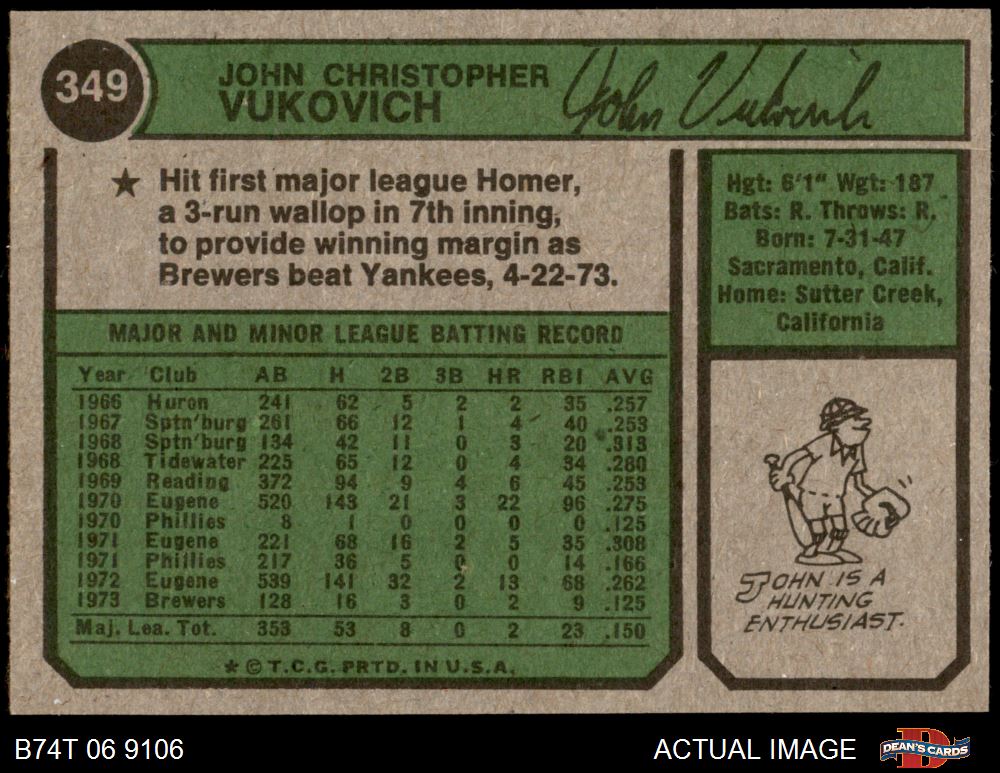 349
JOHN CHRISTOPHER
VUKOVICH
John Vukovich
★ Hit first major league Homer,
a 3-run wallop in 7th inning,
to provide winning margin as
Brewers beat Yankees, 4-22-73.
Hgt: 6'1" Wgt: 187
Bats: R. Throws: R.
Born: 7-31-47
Sacramento, Calif.
Home: Sutter Creek,
California
MAJOR AND MINOR LEAGUE BATTING RECORD
Year Club AB H 2B 3B HR RBI AVG
1966 Huron 241 62 5 2 2 35 .257
1967 Sptn'burg 261 66 12 1 4 40 .253
1968 Sptn'burg 134 42 11 0 3 20 .313
1968 Tidewater 225 65 12 0 4 34 .280
1969 Reading 372 94 9 4 6 45 .253
1970 Eugene 520 143 21 3 22 96 .275
1970 Phillies 8 1 0 0 0 0 .125
1971 Eugene 221 68 16 2 5 35 .308
1971 Phillies 217 36 5 0 0 14 .166
1972 Eugene 539 141 32 2 13 68 .262
1973 Brewers 128 16 3 0 2 9 .125
Maj. Lea. Tot. 353 53 8 0 2 23 .150
★ © T.C.G. PRTD. IN U.S.A.
JOHN IS A
HUNTING
ENTHUSIAST.
B74T 06 9106
ACTUAL IMAGE
DEAN'S CARDS